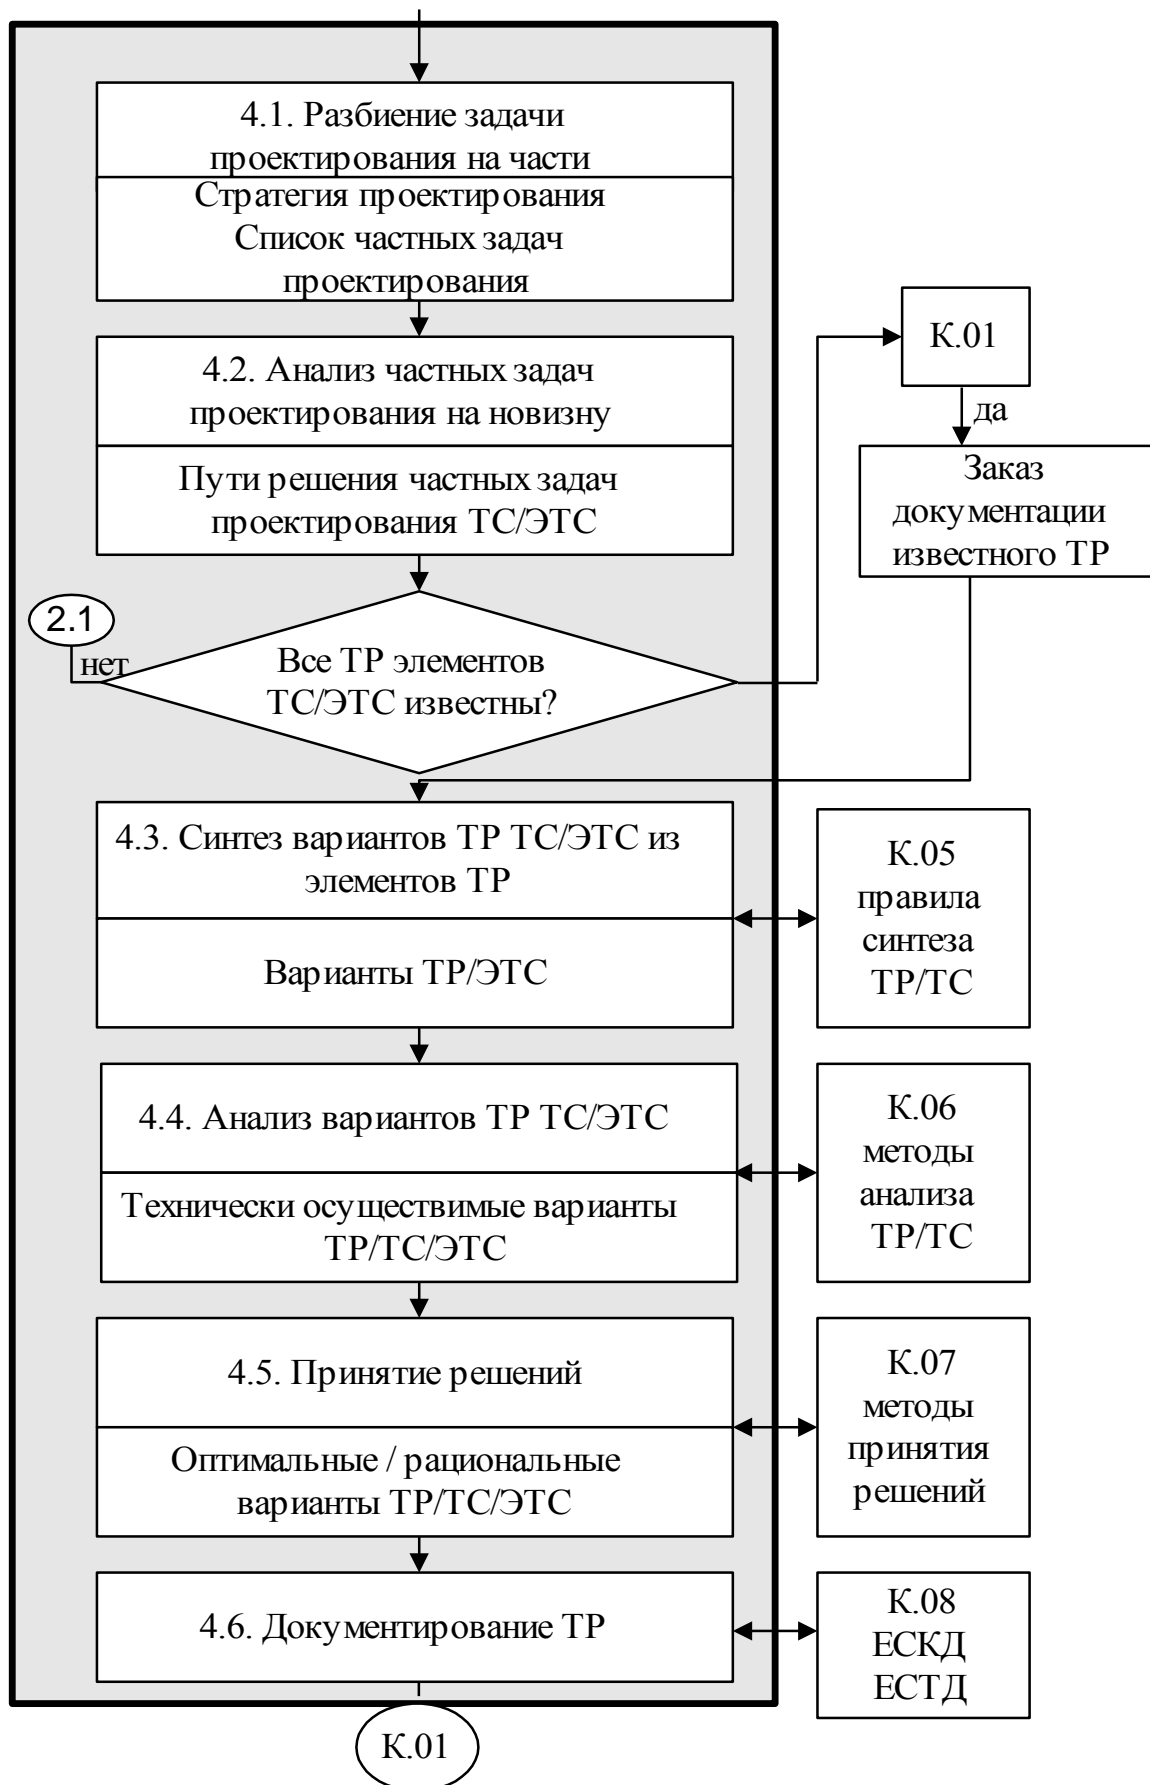 4.1. Разбиение задачи
проектирования на части
Стратегия проектирования
Список частных задач
проектирования
4.2. Анализ частных задач
проектирования на новизну
Пути решения частных задач
проектирования ТС/ЭТС
К.01
да
Заказ
документации
известного ТР
2.1
нет
Все ТР элементов
ТС/ЭТС известны?
4.3. Синтез вариантов ТР ТС/ЭТС из
элементов ТР
Варианты ТР/ЭТС
К.05
правила
синтеза
ТР/ТС
4.4. Анализ вариантов ТР ТС/ЭТС
Технически осуществимые варианты
ТР/ТС/ЭТС
К.06
методы
анализа
ТР/ТС
4.5. Принятие решений
Оптимальные / рациональные
варианты ТР/ТС/ЭТС
К.07
методы
принятия
решений
4.6. Документирование ТР
К.08
ЕСКД
ЕСТД
К.01